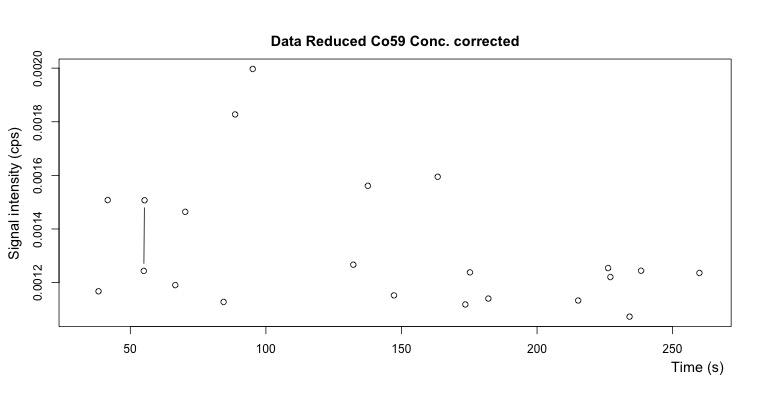 Data Reduced Co59 Conc. corrected
Signal intensity (cps)
0.0020
0.0018
0.0016
0.0014
0.0012
50 100 150 200 250
Time (s)